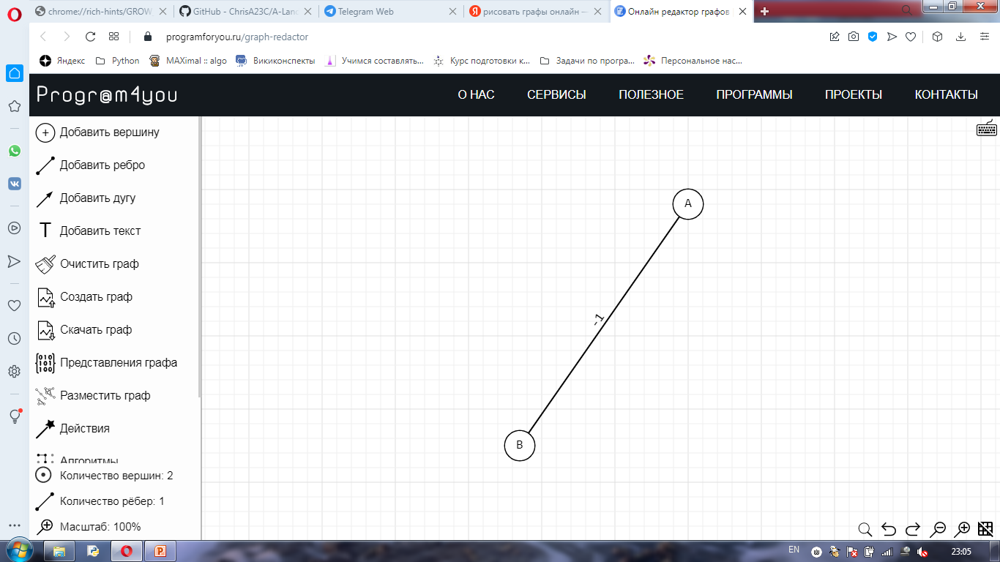 chrome://rich-hints/GROW
GitHub - ChrisA23C/A-Land
Telegram Web
рисовать графы онлайн —
Онлайн редактор графов
programforyou.ru/graph-redactor
Яндекс
Python
MAXimal :: algo
Викиконспекты
Учимся составлять...
Курс подготовки к...
Задачи по програ...
Персональное нас...
Progr@m4you
О НАС
СЕРВИСЫ
ПОЛЕЗНОЕ
ПРОГРАММЫ
ПРОЕКТЫ
КОНТАКТЫ
Добавить вершину
Добавить ребро
Добавить дугу
Добавить текст
Очистить граф
Создать граф
Скачать граф
Представления графа
Разместить граф
Действия
Алгоритмы
Количество вершин: 2
Количество рёбер: 1
Масштаб: 100%
A
-1
B
EN
23:05